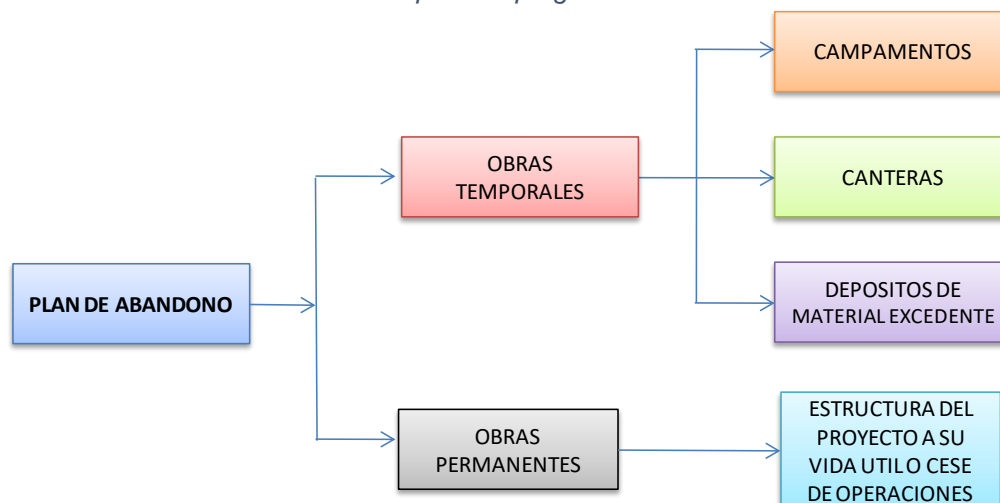 CAMPAMENTOS
OBRAS
TEMPORALES
CANTERAS
PLAN DE ABANDONO
DEPOSITOS DE
MATERIAL EXCEDENTE
OBRAS
PERMANENTES
ESTRUCTURA DEL
PROYECTO A SU
VIDA UTIL O CESE
DE OPERACIONES